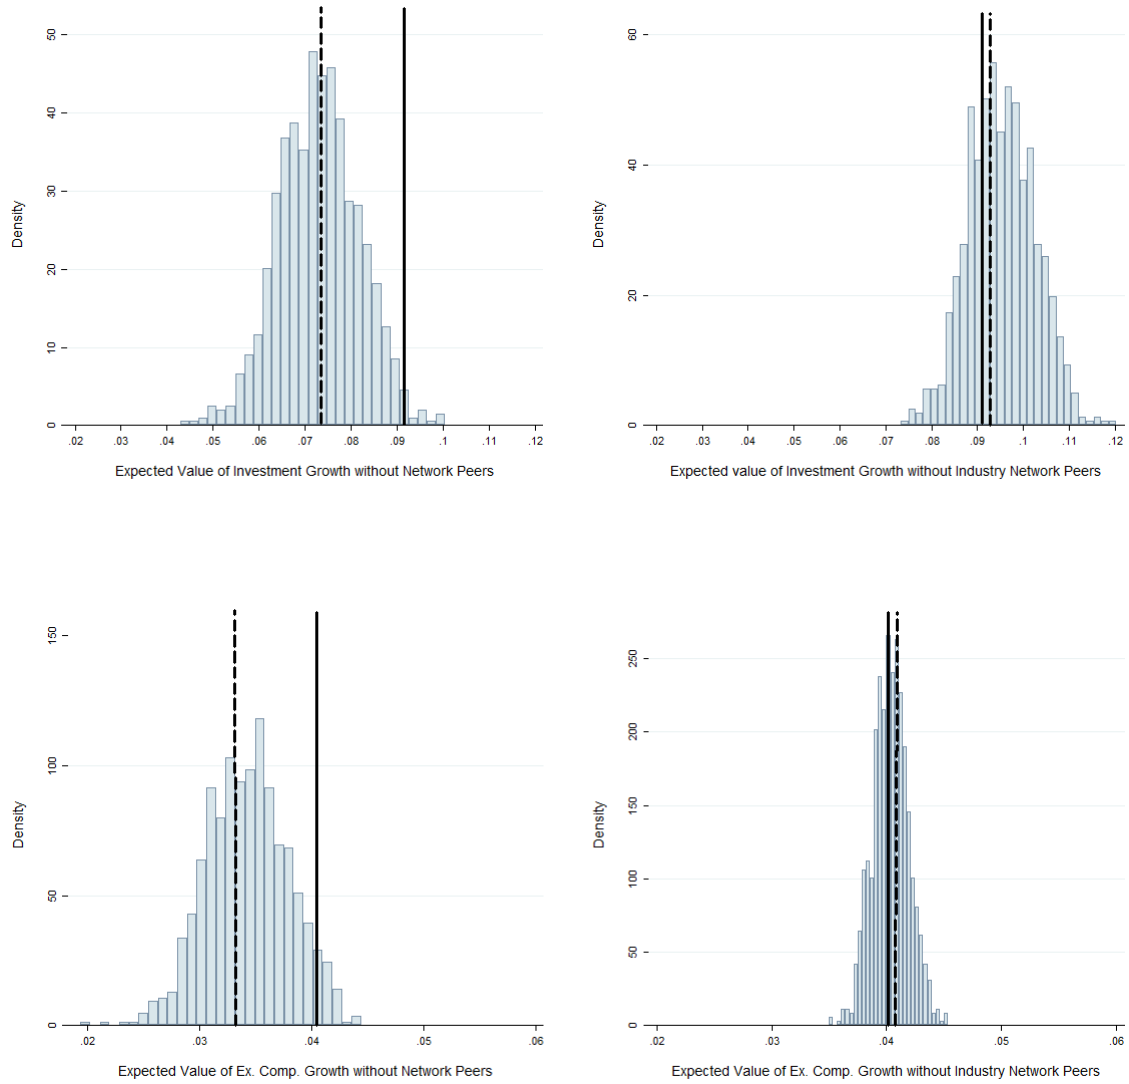 50
40
30
20
10
0
Density
.02 .03 .04 .05 .06 .07 .08 .09 .1 .11 .12
Expected Value of Investment Growth without Network Peers
60
40
20
0
Density
.02 .03 .04 .05 .06 .07 .08 .09 .1 .11 .12
Expected value of Investment Growth without Industry Network Peers
150
100
50
0
Density
.02 .03 .04 .05 .06
Expected Value of Ex. Comp. Growth without Network Peers
250
200
150
100
50
0
Density
.02 .03 .04 .05 .06
Expected Value of Ex. Comp. Growth without Industry Network Peers